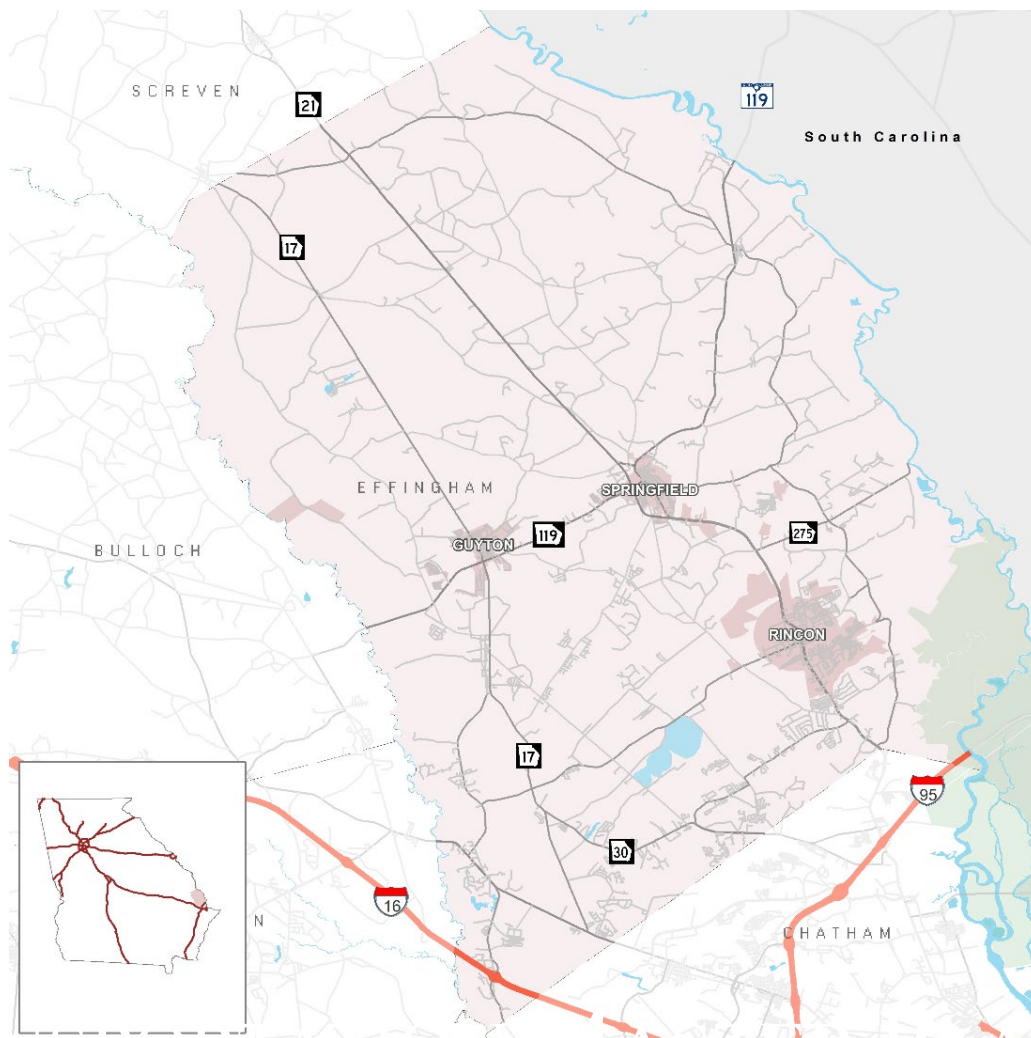 SCREVEN
21
119
South Carolina
17
EFFINGHAM
SPRINGFIELD
BULLOCH
GUYTON
119
275
RINCON
17
95
30
16
N
CHATHAM